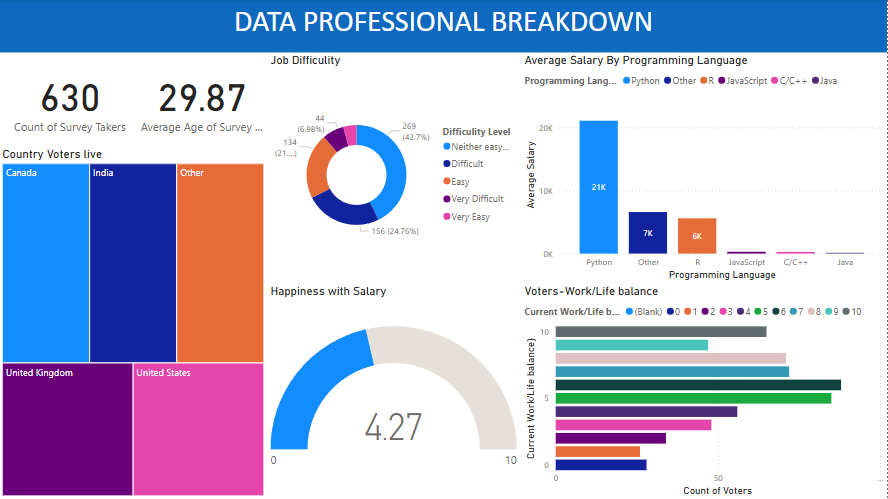 DATA PROFESSIONAL BREAKDOWN
630
Count of Survey Takers
29.87
Average Age of Survey ...
Country Voters live
Canada
India
Other
United Kingdom
United States
Job Difficulity
44
(6.98%)
134
(21....)
269
(42.7%)
156 (24.76%)
Difficulity Level
Neither easy...
Difficult
Easy
Very Difficult
Very Easy
Happiness with Salary
4.27
0
10
Average Salary By Programming Language
Programming Lang... Python Other R JavaScript C/C++ Java
Average Salary
20K
10K
0K
21K
7K
6K
Python Other R JavaScript C/C++ Java
Programming Language
Voters-Work/Life balance
Current Work/Life b... (Blank) 0 1 2 3 4 5 6 7 8 9 10
Current Work/Life balance)
10
5
0
0 50 ...
Count of Voters